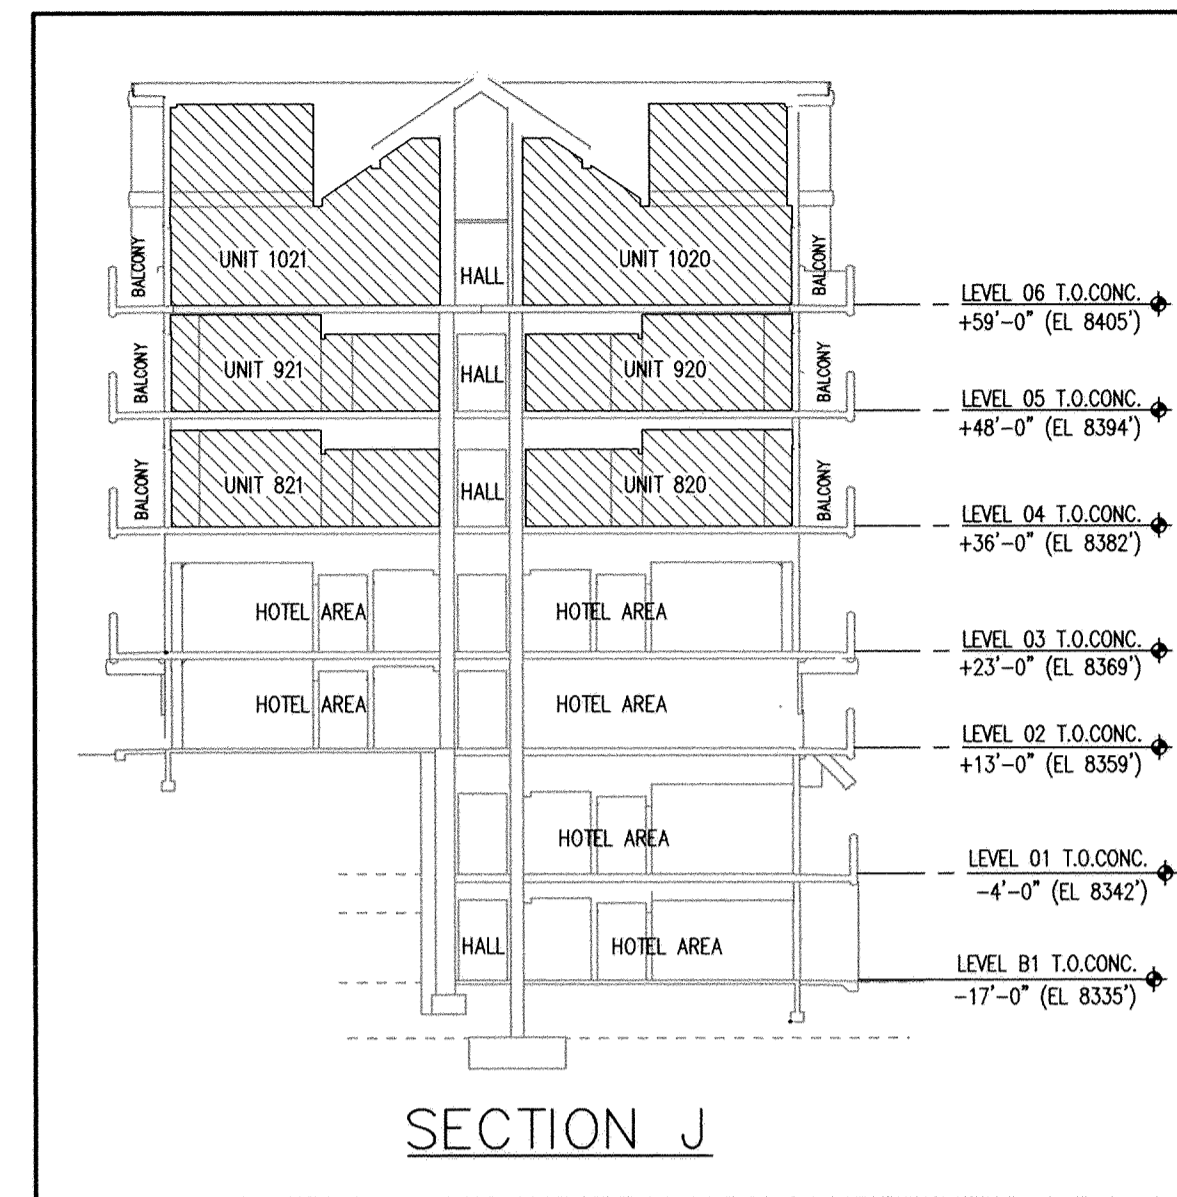 BALCONY
UNIT 1021
HALL
UNIT 1020
BALCONY
LEVEL 06 T.O.CONC.
+59'-0" (EL 8405')
BALCONY
UNIT 921
HALL
UNIT 920
BALCONY
LEVEL 05 T.O.CONC.
+48'-0" (EL 8394')
BALCONY
UNIT 821
HALL
UNIT 820
BALCONY
LEVEL 04 T.O.CONC.
+36'-0" (EL 8382')
HOTEL AREA
HOTEL AREA
LEVEL 03 T.O.CONC.
+23'-0" (EL 8369')
HOTEL AREA
HOTEL AREA
LEVEL 02 T.O.CONC.
+13'-0" (EL 8359')
HOTEL AREA
LEVEL 01 T.O.CONC.
-4'-0" (EL 8342')
HALL
HOTEL AREA
LEVEL B1 T.O.CONC.
-17'-0" (EL 8335')
SECTION J